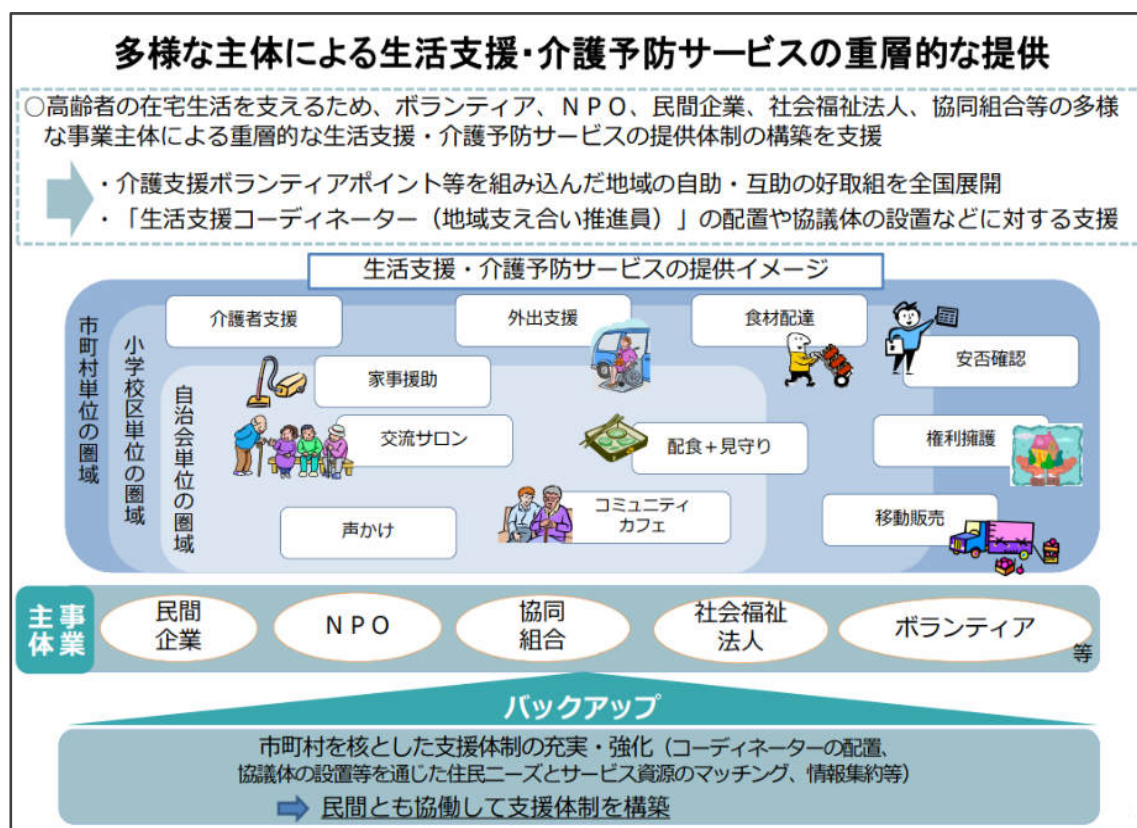 多様な主体による生活支援・介護予防サービスの重層的な提供
○高齢者の在宅生活を支えるため、ボランティア、ＮＰＯ、民間企業、社会福祉法人、協同組合等の多様
な事業主体による重層的な生活支援・介護予防サービスの提供体制の構築を支援
・介護支援ボランティアポイント等を組み込んだ地域の自助・互助の好取組を全国展開
・「生活支援コーディネーター（地域支え合い推進員）」の配置や協議体の設置などに対する支援
生活支援・介護予防サービスの提供イメージ
市町村単位の圏域
小学校区単位の圏域
自治会単位の圏域
介護者支援
外出支援
食材配達
安否確認
家事援助
交流サロン
配食＋見守り
権利擁護
声かけ
コミュニティ
カフェ
移動販売
事業
主体
民間
企業
ＮＰＯ
協同
組合
社会福祉
法人
ボランティア
等
バックアップ
市町村を核とした支援体制の充実・強化（コーディネーターの配置、
協議体の設置等を通じた住民ニーズとサービス資源のマッチング、情報集約等）
民間とも協働して支援体制を構築